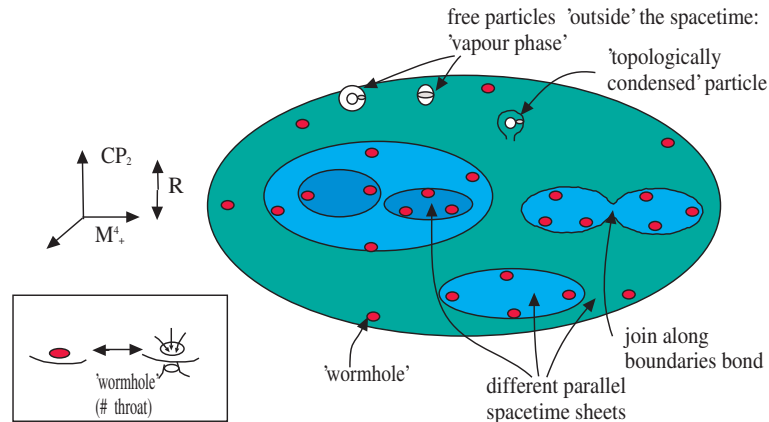 free particles 'outside' the spacetime:
'vapour phase'
'topologically
condensed' particle
CP₂
R
M⁴₊
'wormhole'
(# throat)
'wormhole'
different parallel
spacetime sheets
join along
boundaries bond